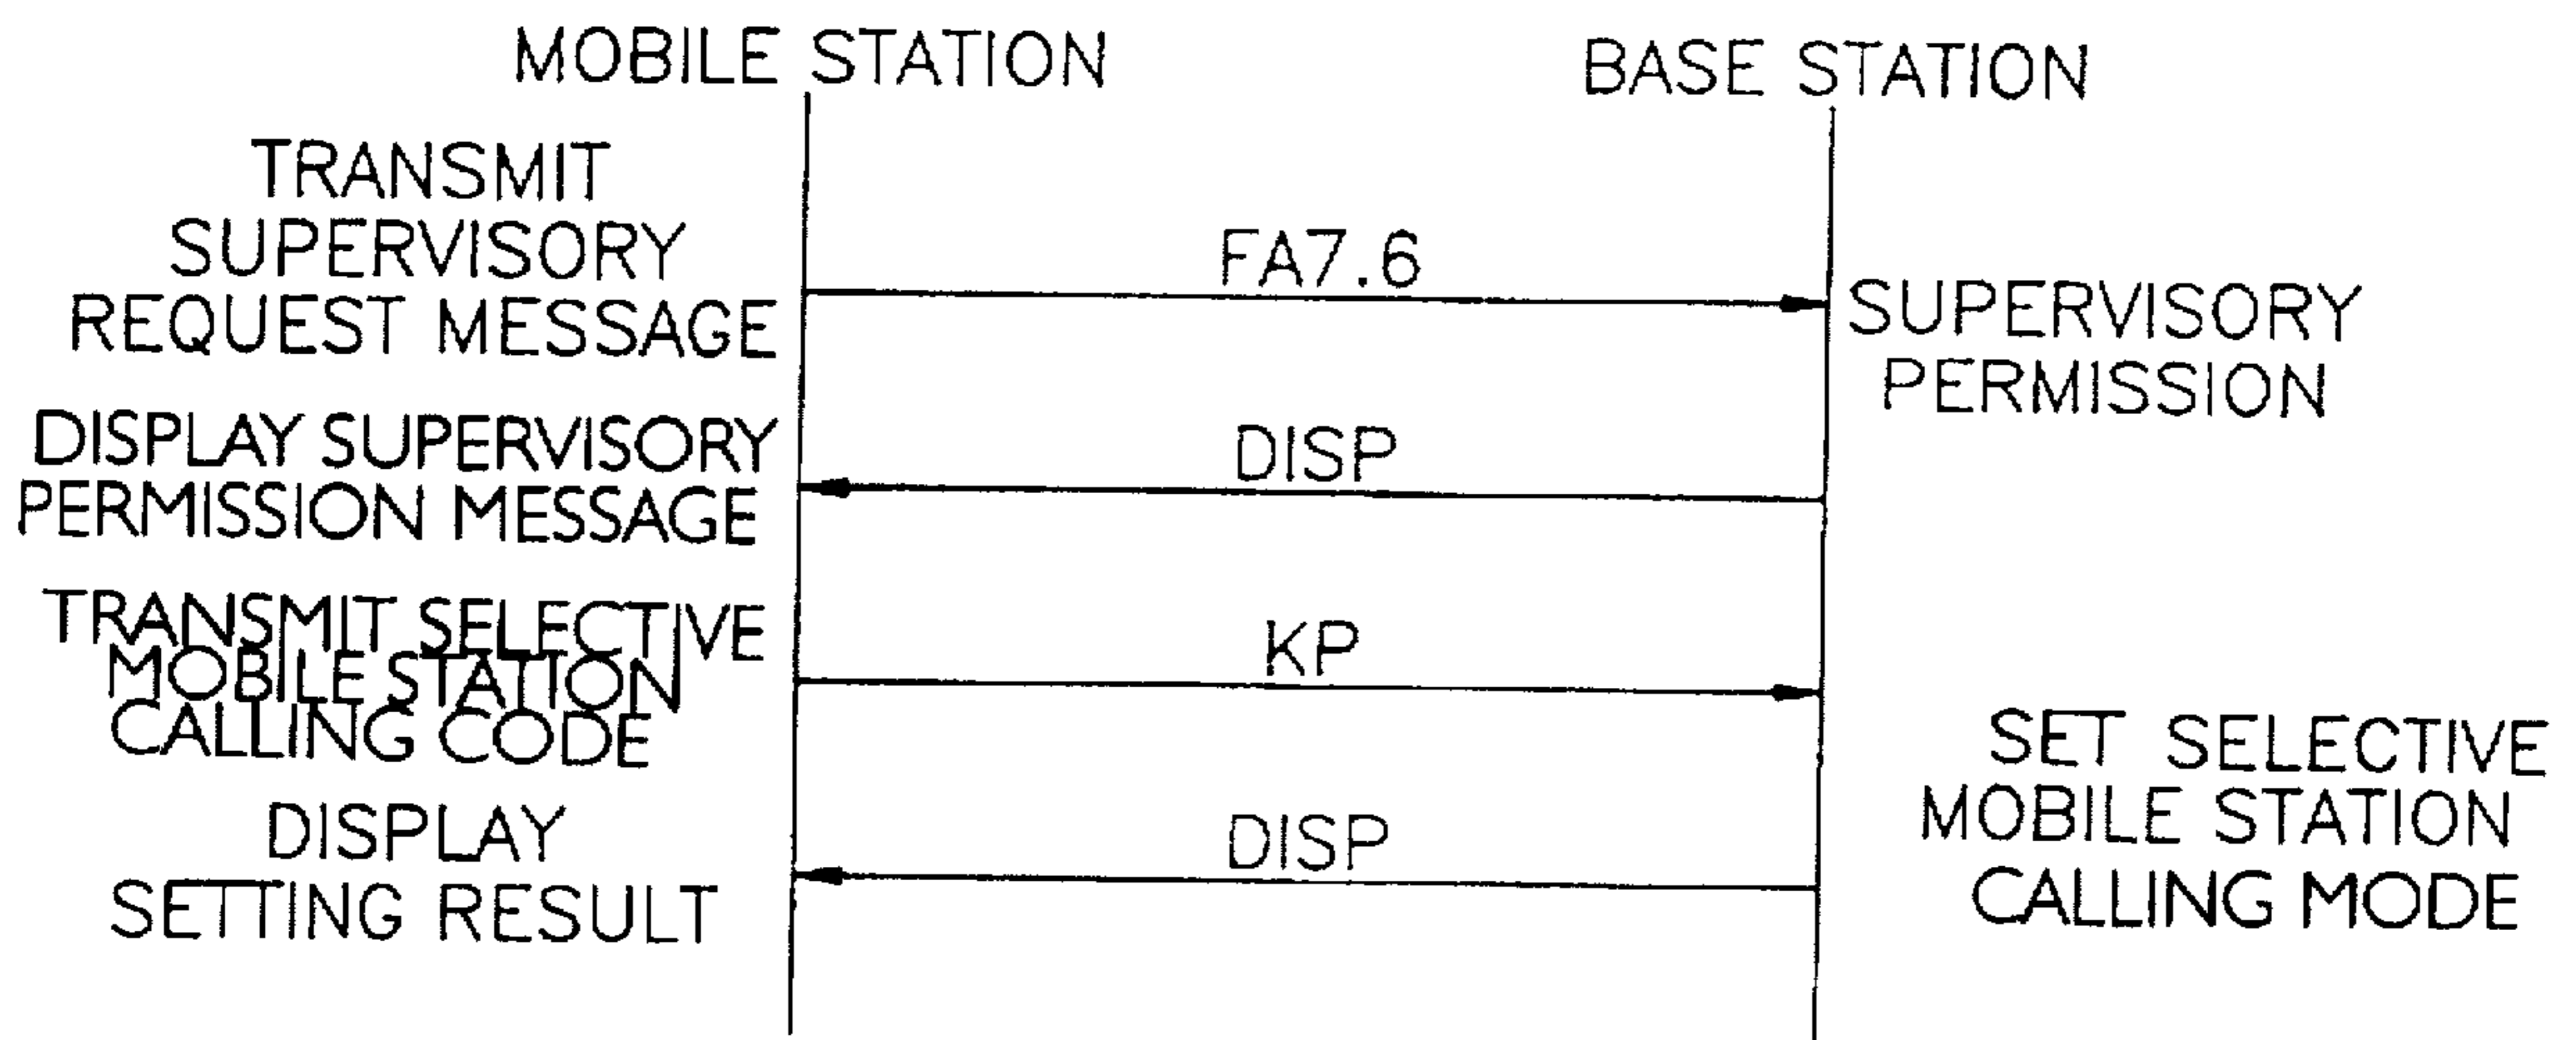 MOBILE STATION
BASE STATION
TRANSMIT
SUPERVISORY
REQUEST MESSAGE
FA7.6
SUPERVISORY
PERMISSION
DISPLAY SUPERVISORY
PERMISSION MESSAGE
DISP
TRANSMIT SELECTIVE
MOBILE STATION
CALLING CODE
KP
SET SELECTIVE
MOBILE STATION
CALLING MODE
DISPLAY
SETTING RESULT
DISP